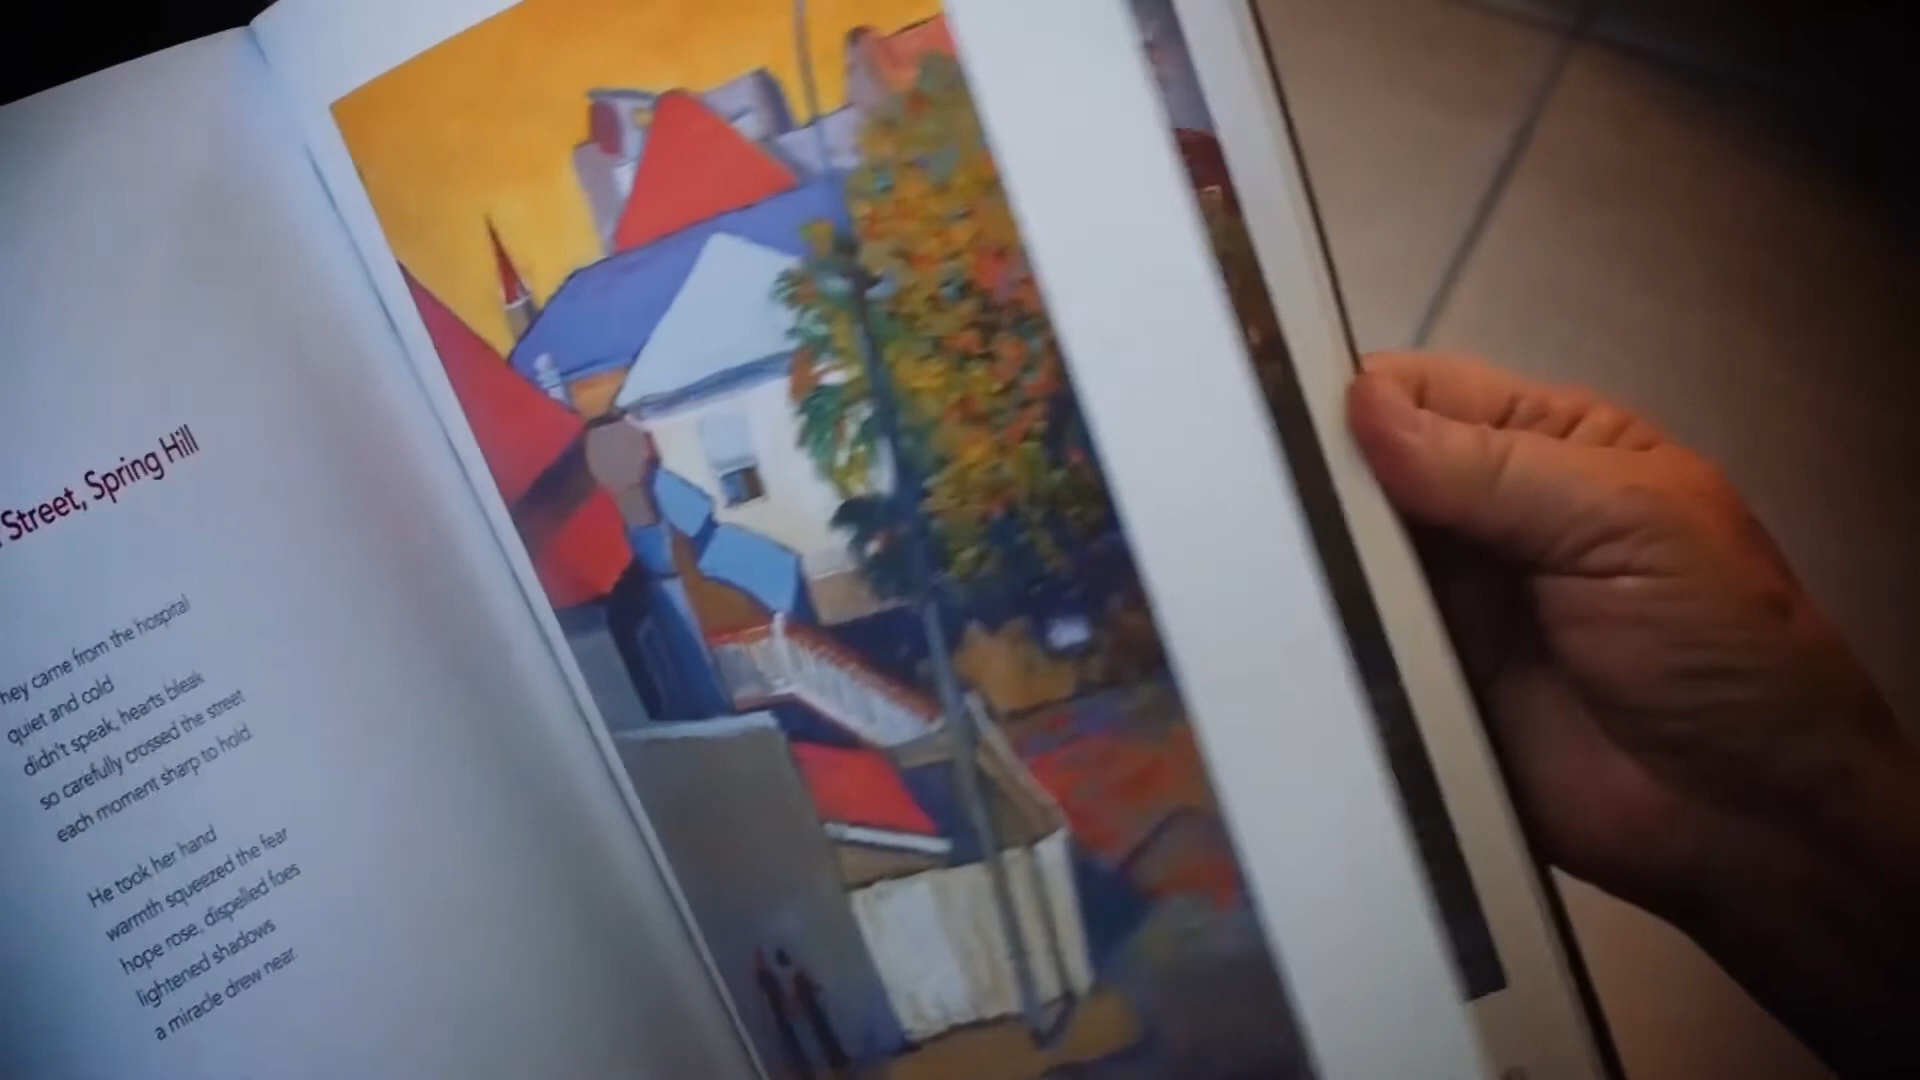 Street, Spring Hill
hey came from the hospital
quiet and cold
didn't speak, hearts bleak
so carefully crossed the street
each moment sharp to hold
He took her hand
warmth squeezed the fear
hope rose, dispelled foes
lightened shadows
a miracle drew near.